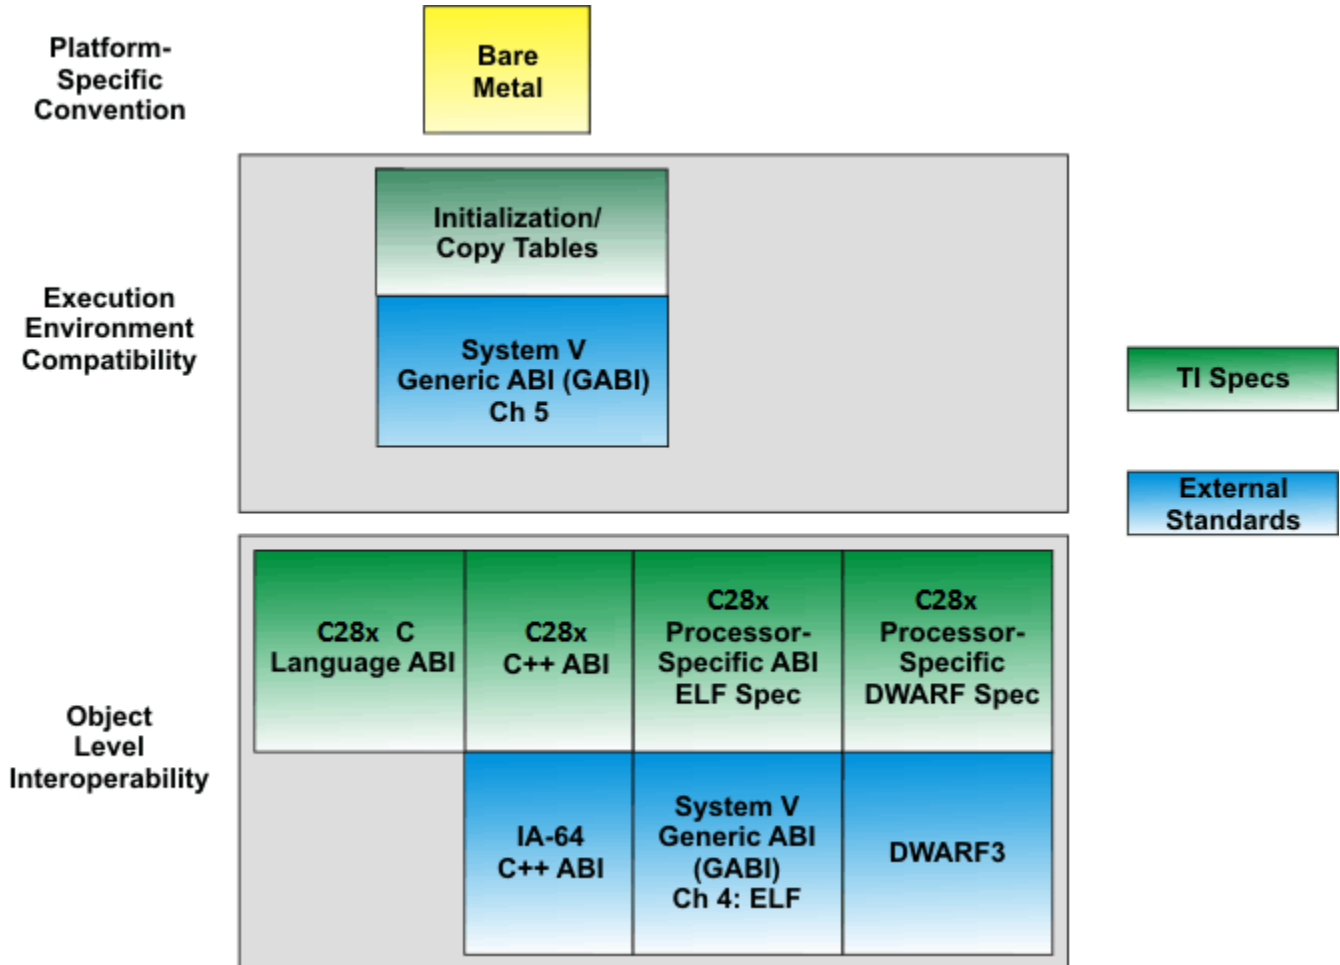 Platform-
Specific
Convention
Bare
Metal
Execution
Environment
Compatibility
Initialization/
Copy Tables
System V
Generic ABI (GABI)
Ch 5
TI Specs
External
Standards
Object
Level
Interoperability
C28x C
Language ABI
C28x
C++ ABI
C28x
Processor-
Specific ABI
ELF Spec
C28x
Processor-
Specific
DWARF Spec
IA-64
C++ ABI
System V
Generic ABI
(GABI)
Ch 4: ELF
DWARF3